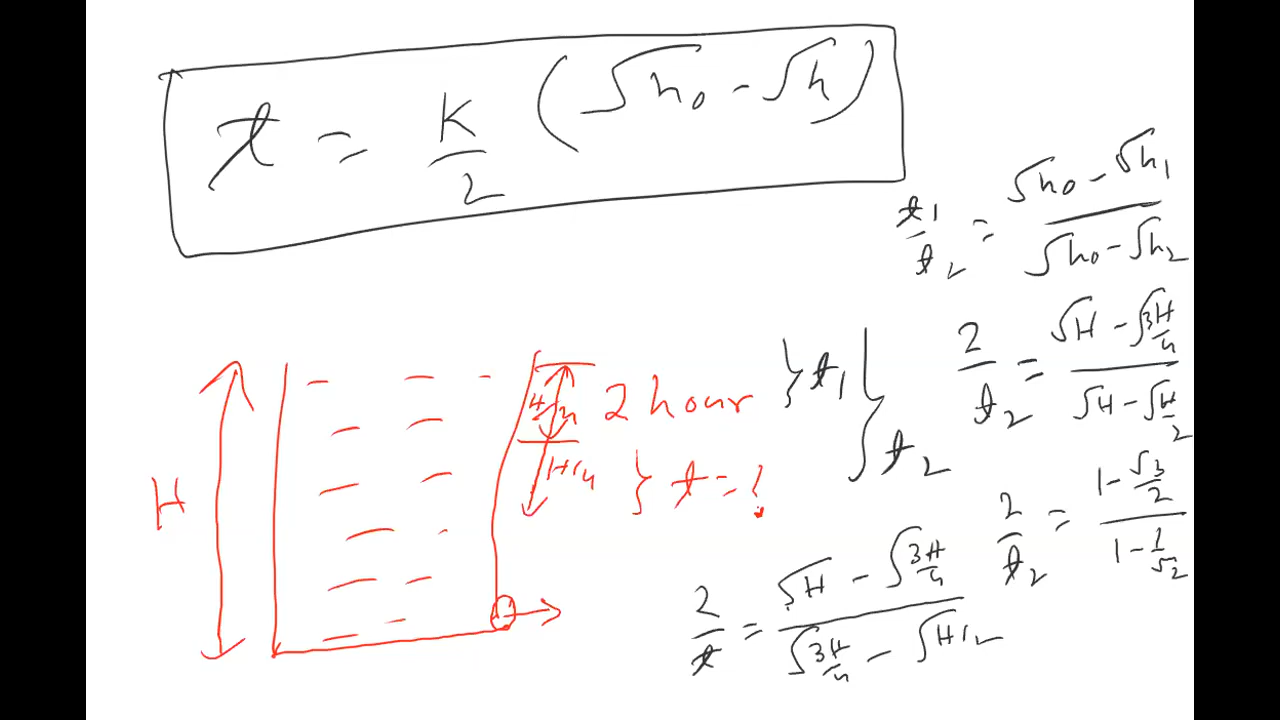 t = K/2 (√h₀ - √h)
t₁/t₂ = (√h₀ - √h₁)/(√h₀ - √h₂)
H
H/4
2 hour
} t₁
H/4
} t = ?
} t₂
2/t₂ = (√H - √(3H/4))/(√H - √(H/2))
2/t₂ = (1 - √3/2)/(1 - 1/√2)
2/t = (√H - √(3H/4))/(√(3H/4) - √(H/2))